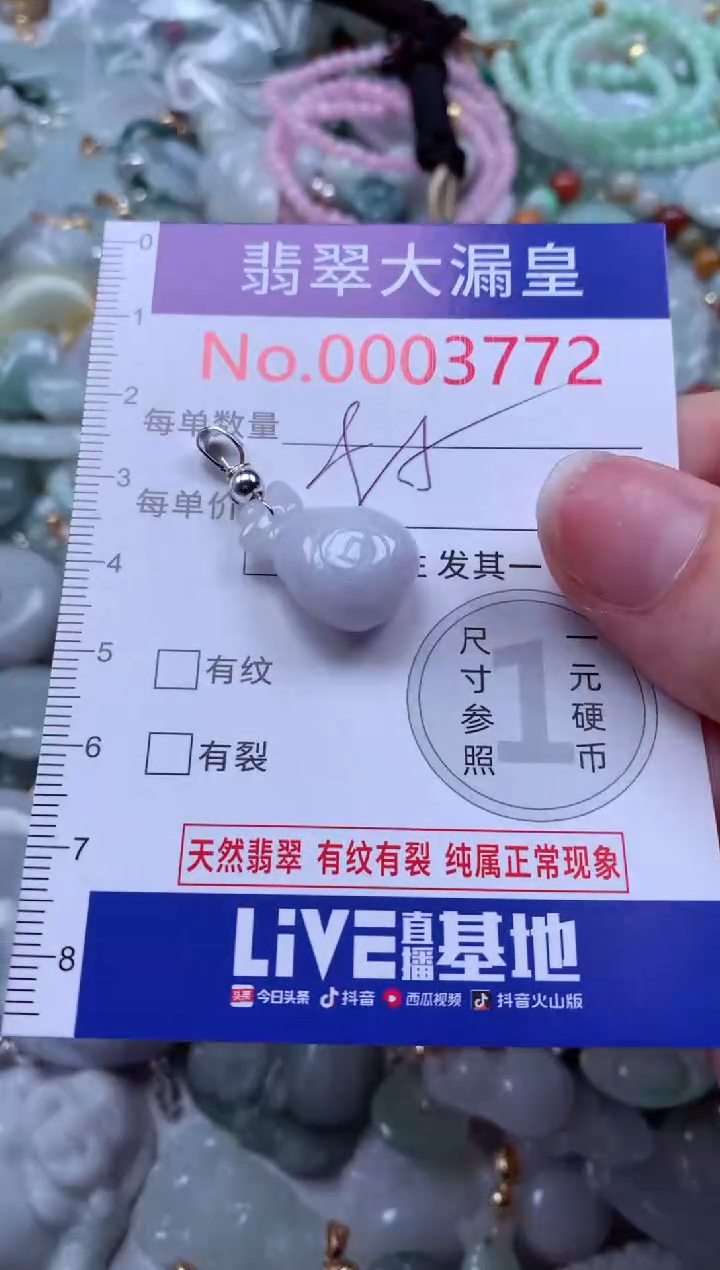 翡翠大漏皇
No.0003772
每单数量
每单价
发其一
尺寸参照
1
一元硬币
有纹
有裂
天然翡翠 有纹有裂 纯属正常现象
LiVE直播基地
头条 今日头条 抖音 西瓜视频 抖音火山版
0
1
2
3
4
5
6
7
8